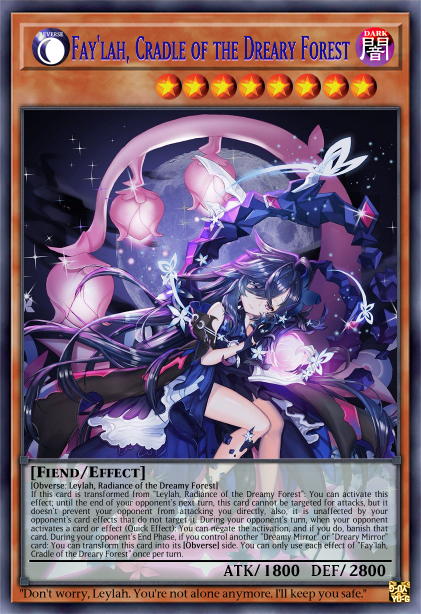 REVERSE
Fay'lah, Cradle of the Dreary Forest
DARK
闇
[Fiend/Effect]
[Obverse: Leylah, Radiance of the Dreamy Forest]
If this card is transformed from "Leylah, Radiance of the Dreamy Forest": You can activate this
effect; until the end of your opponent's next turn, this card cannot be targeted for attacks, but it
doesn't prevent your opponent from attacking you directly, also, it is unaffected by your
opponent's card effects that do not target it. During your opponent's turn, when your opponent
activates a card or effect (Quick Effect): You can negate the activation, and if you do, banish that
card. During your opponent's End Phase, if you control another "Dreamy Mirror" or "Dreary Mirror"
card: You can transform this card into its [Obverse] side. You can only use each effect of "Fay'lah,
Cradle of the Dreary Forest" once per turn.
ATK/ 1800 DEF/ 2800
"Don't worry, Leylah. You're not alone anymore. I'll keep you safe."